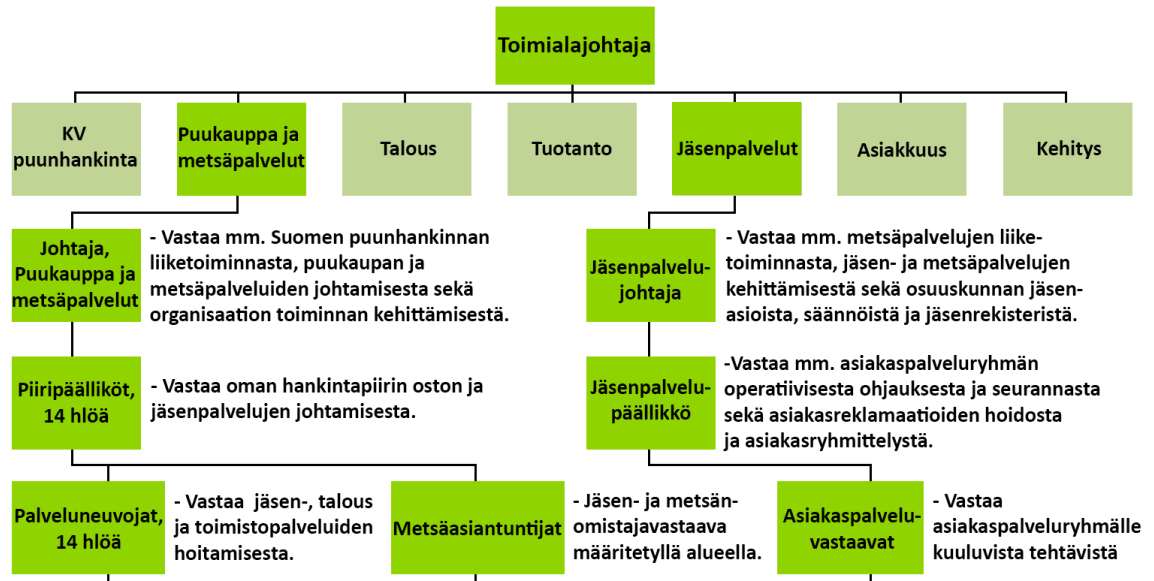 Toimialajohtaja
KV
puunhankinta
Puukauppa ja
metsäpalvelut
Talous
Tuotanto
Jäsenpalvelut
Asiakkuus
Kehitys
Johtaja,
Puukauppa ja
metsäpalvelut
- Vastaa mm. Suomen puunhankinnan
liiketoiminnasta, puukaupan ja
metsäpalveluiden johtamisesta sekä
organisaation toiminnan kehittämisestä.
Jäsenpalvelu-
johtaja
- Vastaa mm. metsäpalvelujen liike-
toiminnasta, jäsen- ja metsäpalvelujen
kehittämisestä sekä osuuskunnan jäsen-
asioista, säännöistä ja jäsenrekisteristä.
Piiripäälliköt,
14 hlöä
- Vastaa oman hankintapiirin oston ja
jäsenpalvelujen johtamisesta.
Jäsenpalvelu-
päällikkö
-Vastaa mm. asiakaspalveluryhmän
operatiivisesta ohjauksesta ja seurannasta
sekä asiakasreklamaatioiden hoidosta
ja asiakasryhmittelystä.
Palveluneuvojat,
14 hlöä
- Vastaa jäsen-, talous
ja toimistopalveluiden
hoitamisesta.
Metsäasiantuntijat
- Jäsen- ja metsän-
omistajavastaava
määritetyllä alueella.
Asiakaspalvelu-
vastaavat
- Vastaa
asiakaspalveluryhmälle
kuuluvista tehtävistä